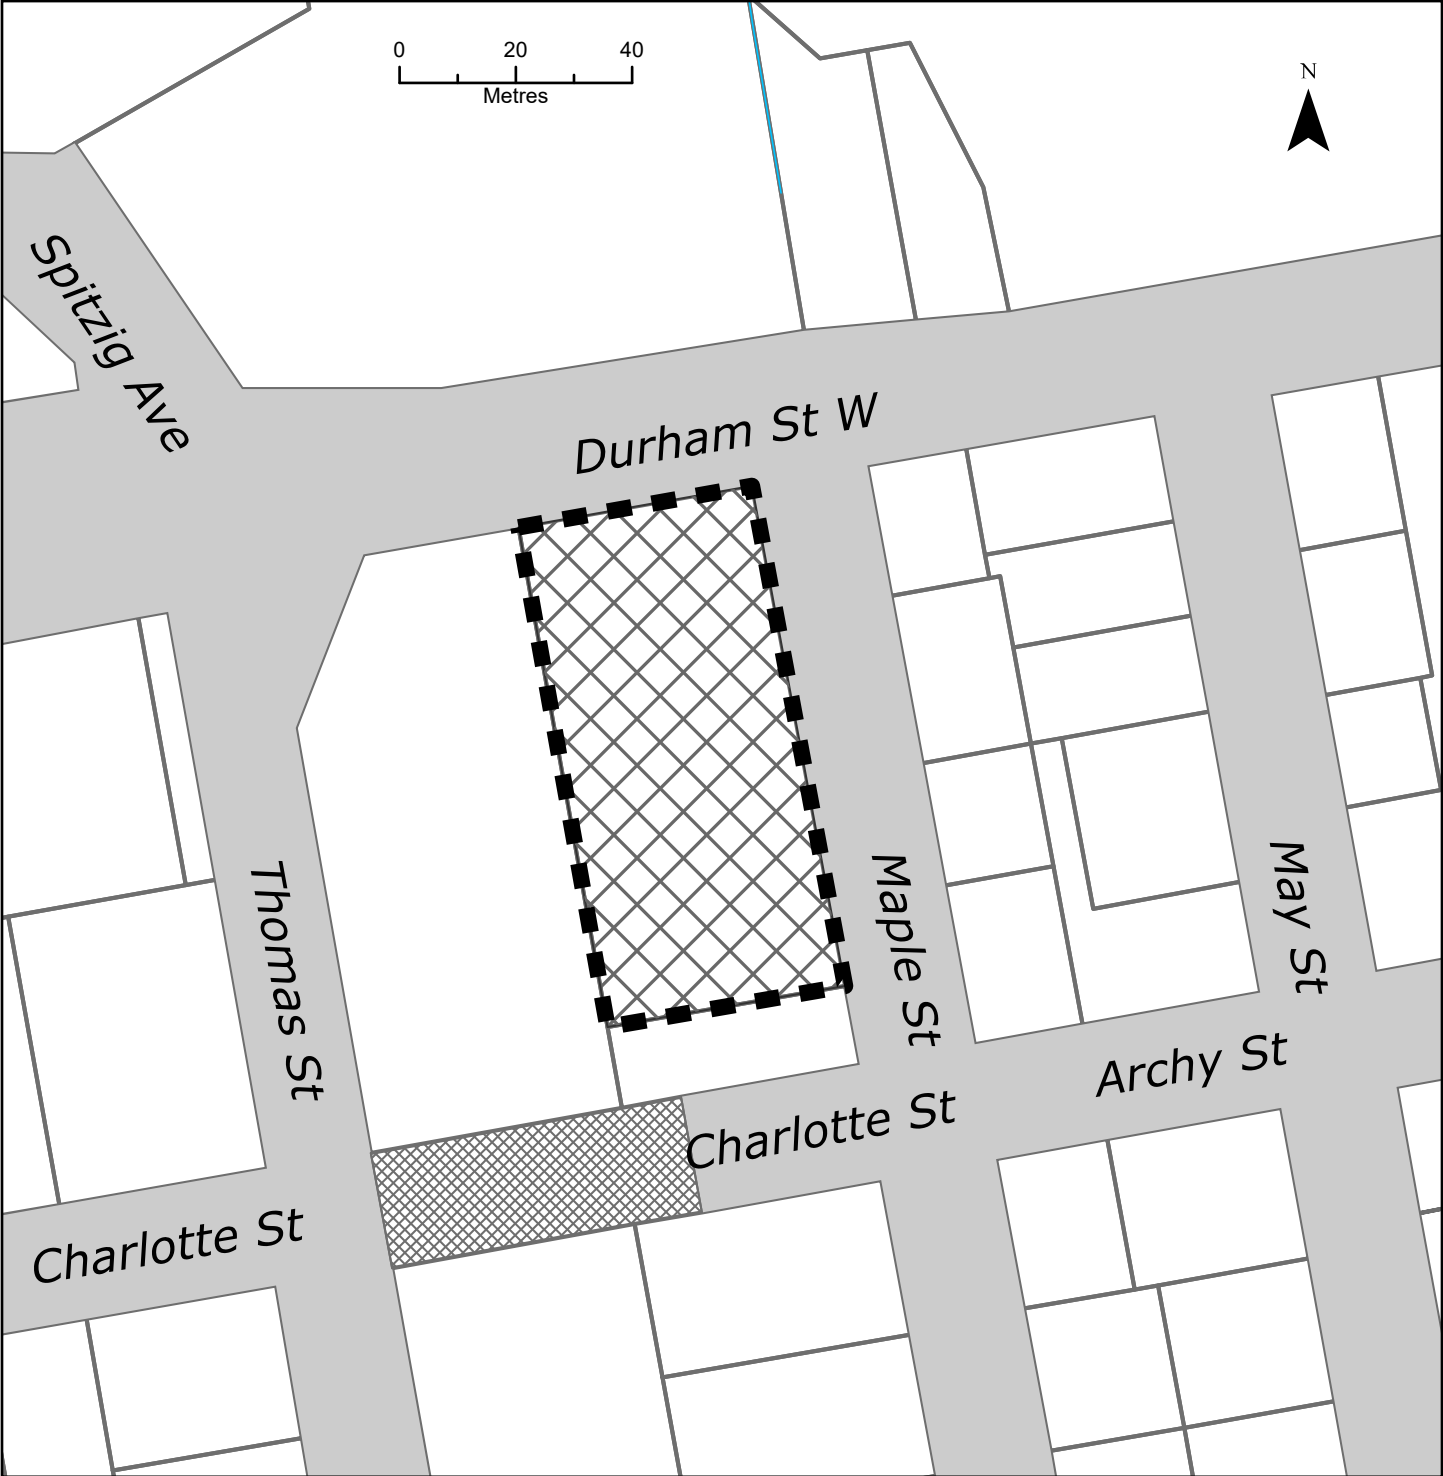 0 20 40
Metres
N
Spitzig Ave
Durham St W
Thomas St
Maple St
May St
Archy St
Charlotte St
Charlotte St